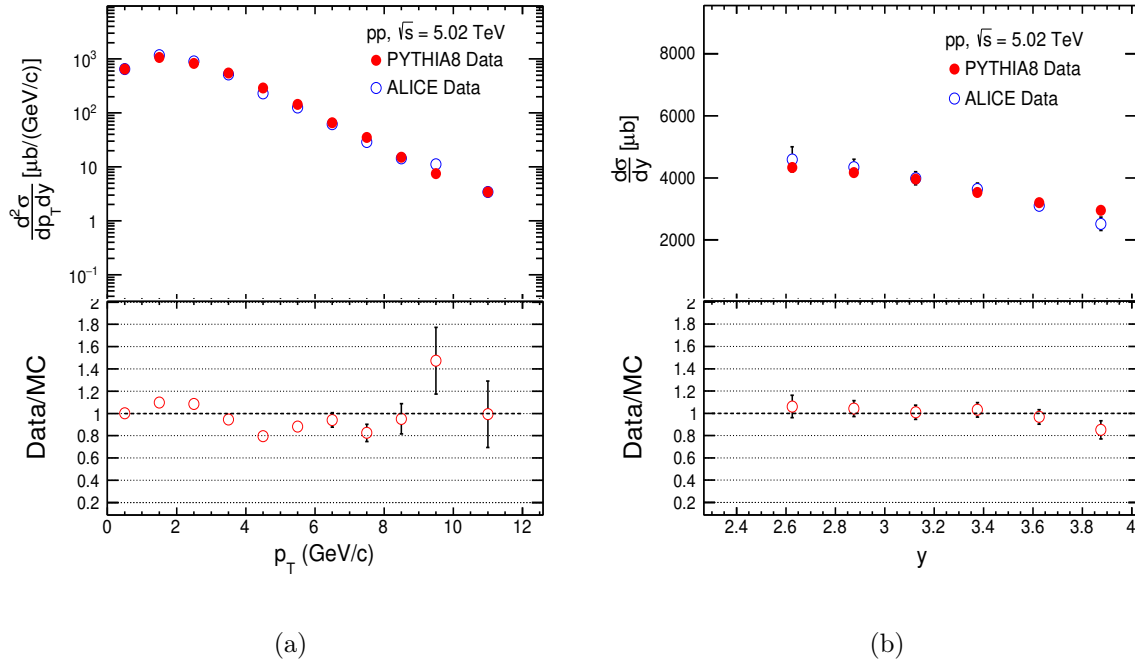 pp, √s = 5.02 TeV
PYTHIA8 Data
ALICE Data
d²σ/dp_T dy [μb/(GeV/c)]
10³
10²
10
1
10⁻¹
Data/MC
2
1.8
1.6
1.4
1.2
1
0.8
0.6
0.4
0.2
0 2 4 6 8 10 12
p_T (GeV/c)
(a)
pp, √s = 5.02 TeV
PYTHIA8 Data
ALICE Data
dσ/dy [μb]
8000
6000
4000
2000
Data/MC
2
1.8
1.6
1.4
1.2
1
0.8
0.6
0.4
0.2
2.4 2.6 2.8 3 3.2 3.4 3.6 3.8 4
y
(b)